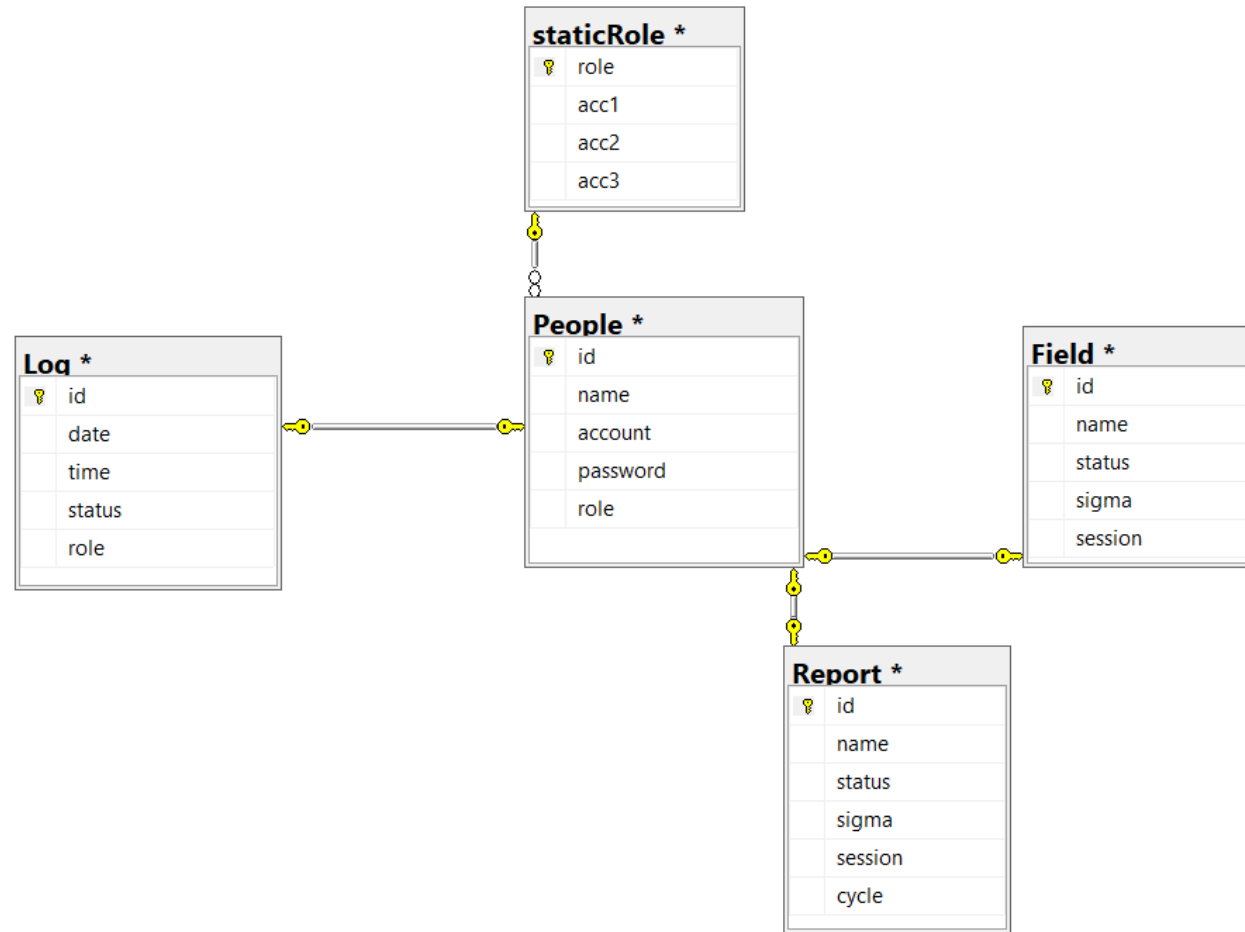 staticRole *
role
acc1
acc2
acc3
People *
id
name
account
password
role
Log *
id
date
time
status
role
Field *
id
name
status
sigma
session
Report *
id
name
status
sigma
session
cycle